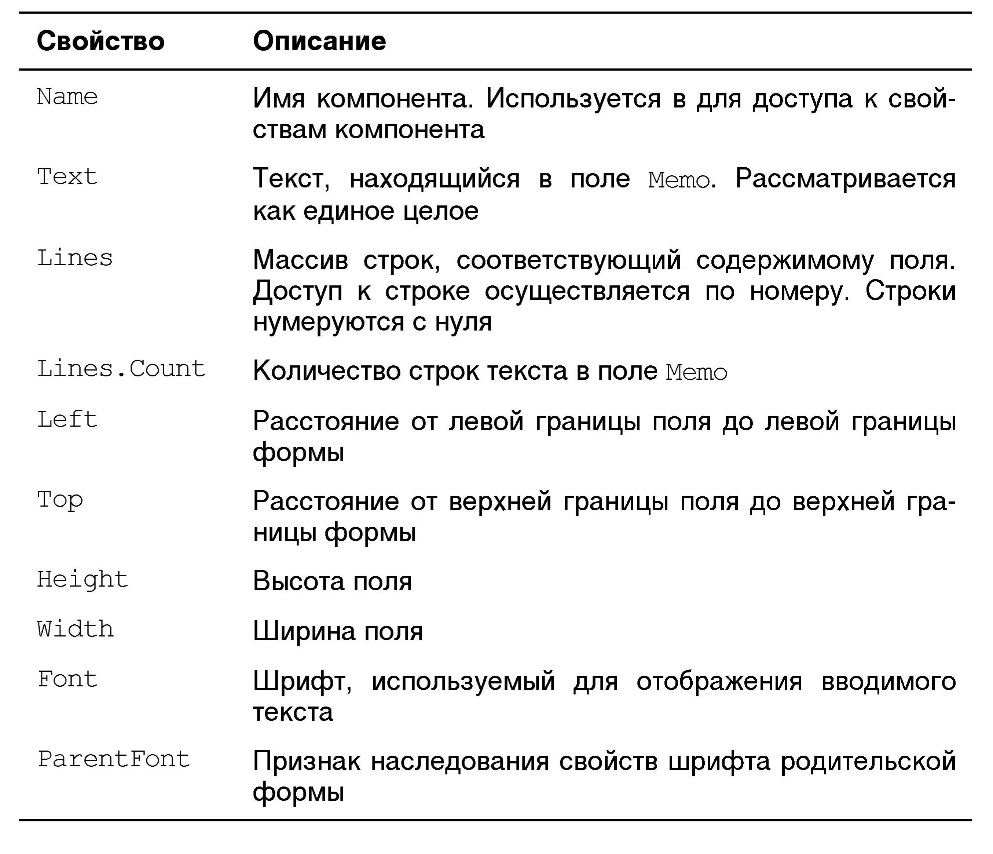 Свойство Описание
Name Имя компонента. Используется в для доступа к свой-
ствам компонента
Text Текст, находящийся в поле Memo. Рассматривается
как единое целое
Lines Массив строк, соответствующий содержимому поля.
Доступ к строке осуществляется по номеру. Строки
нумеруются с нуля
Lines.Count Количество строк текста в поле Memo
Left Расстояние от левой границы поля до левой границы
формы
Top Расстояние от верхней границы поля до верхней гра-
ницы формы
Height Высота поля
Width Ширина поля
Font Шрифт, используемый для отображения вводимого
текста
ParentFont Признак наследования свойств шрифта родительской
формы